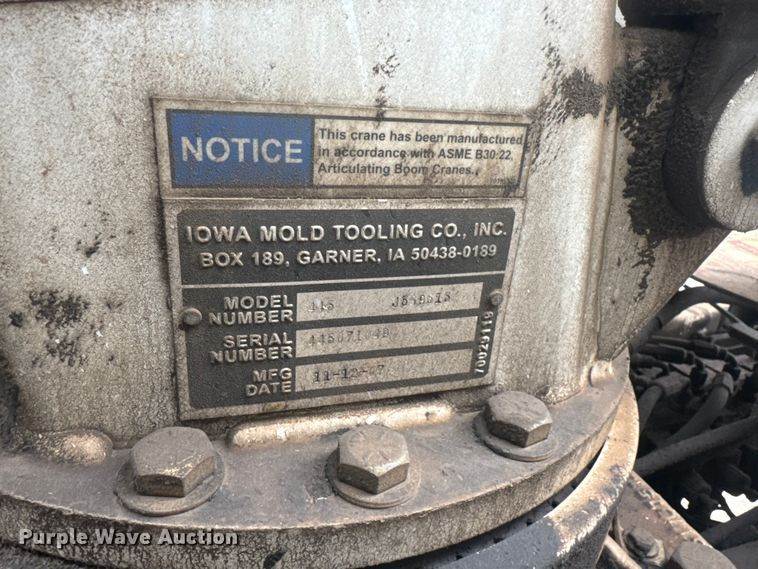 NOTICE
This crane has been manufactured
in accordance with ASME B30.22,
Articulating Boom Cranes.
IOWA MOLD TOOLING CO., INC.
BOX 189, GARNER, IA 50438-0189
MODEL
NUMBER
SERIAL
NUMBER
MFG
DATE
70029119
Purple Wave Auction